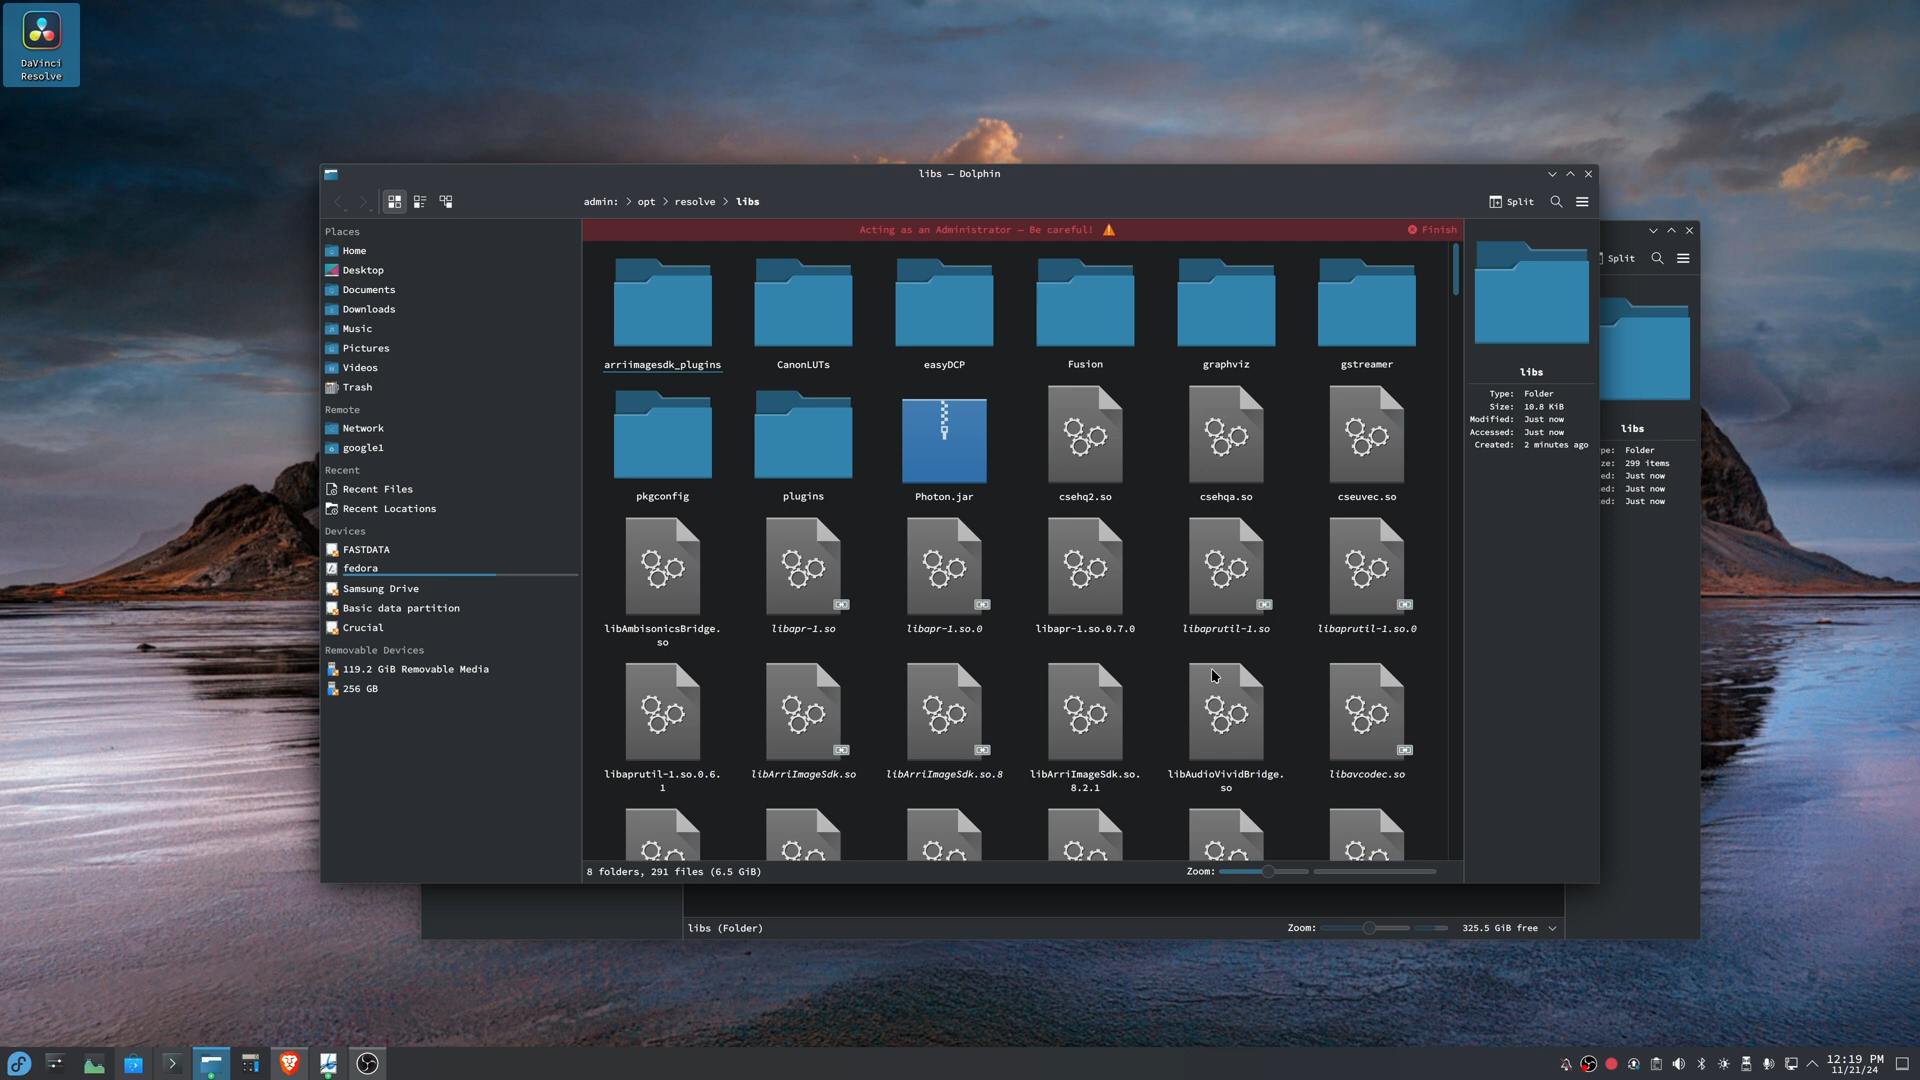 DaVinci
Resolve
libs — Dolphin
admin: > opt > resolve > libs
Split
Acting as an Administrator — Be careful!
Finish
Places
Home
Desktop
Documents
Downloads
Music
Pictures
Videos
Trash
Remote
Network
google1
Recent
Recent Files
Recent Locations
Devices
FASTDATA
fedora
Samsung Drive
Basic data partition
Crucial
Removable Devices
119.2 GiB Removable Media
256 GB
arriimagesdk_plugins
CanonLUTs
easyDCP
Fusion
graphviz
gstreamer
pkgconfig
plugins
Photon.jar
csehq2.so
csehqa.so
cseuvec.so
libAmbisonicsBridge.
so
libapr-1.so
libapr-1.so.0
libapr-1.so.0.7.0
libaprutil-1.so
libaprutil-1.so.0
libaprutil-1.so.0.6.
1
libArriImageSdk.so
libArriImageSdk.so.8
libArriImageSdk.so.
8.2.1
libAudioVividBridge.
so
libavcodec.so
8 folders, 291 files (6.5 GiB)
Zoom:
libs
Type: Folder
Size: 10.8 KiB
Modified: Just now
Accessed: Just now
Created: 2 minutes ago
Split
libs
pe: Folder
ze: 299 items
ed: Just now
ed: Just now
ed: Just now
libs (Folder)
Zoom:
325.5 GiB free
12:19 PM
11/21/24